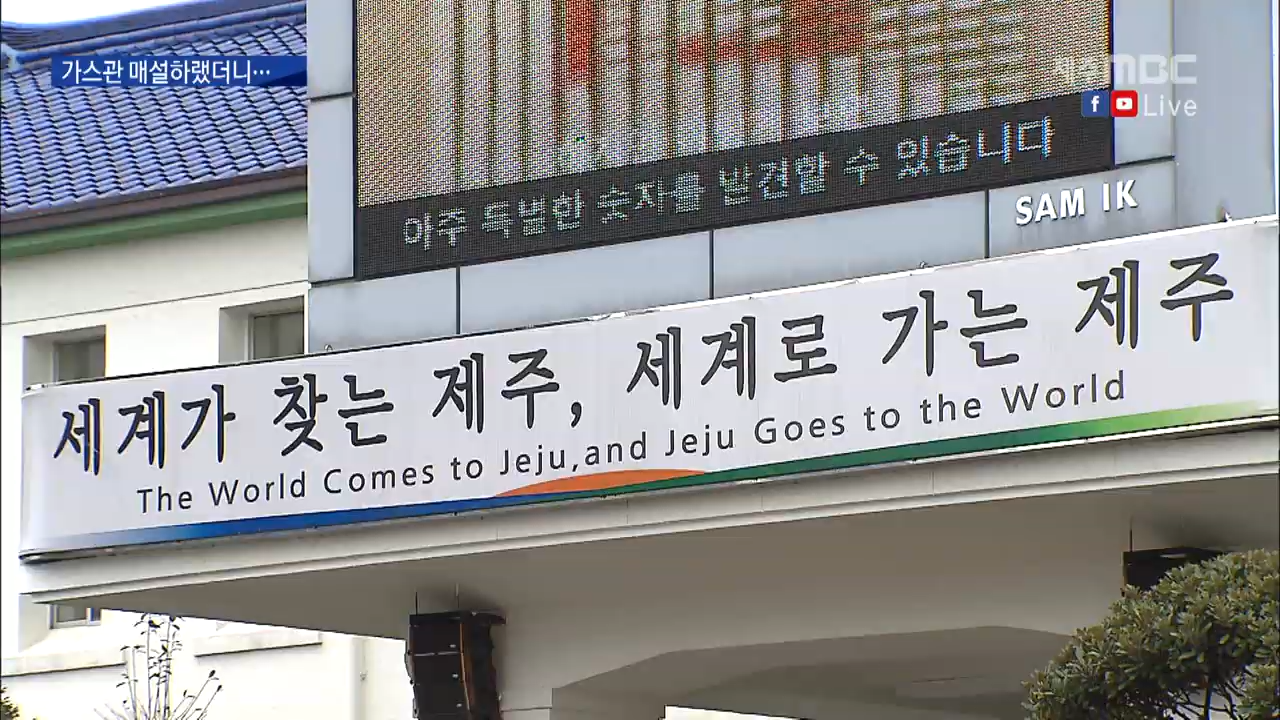 가스관 매설하랬더니…
제주MBC
Live
아주 특별한 숫자를 발견할 수 있습니다
SAM IK
세계가 찾는 제주, 세계로 가는 제주
The World Comes to Jeju,and Jeju Goes to the World